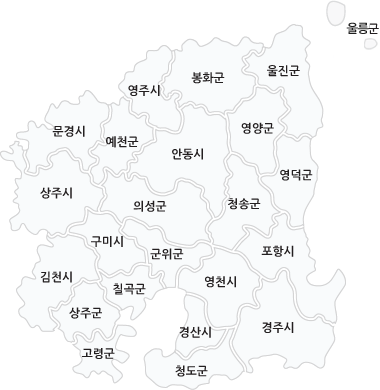 울릉군
울진군
봉화군
영주시
영양군
문경시
예천군
안동시
영덕군
상주시
의성군
청송군
구미시
군위군
포항시
김천시
칠곡군
영천시
상주군
경산시
경주시
고령군
청도군